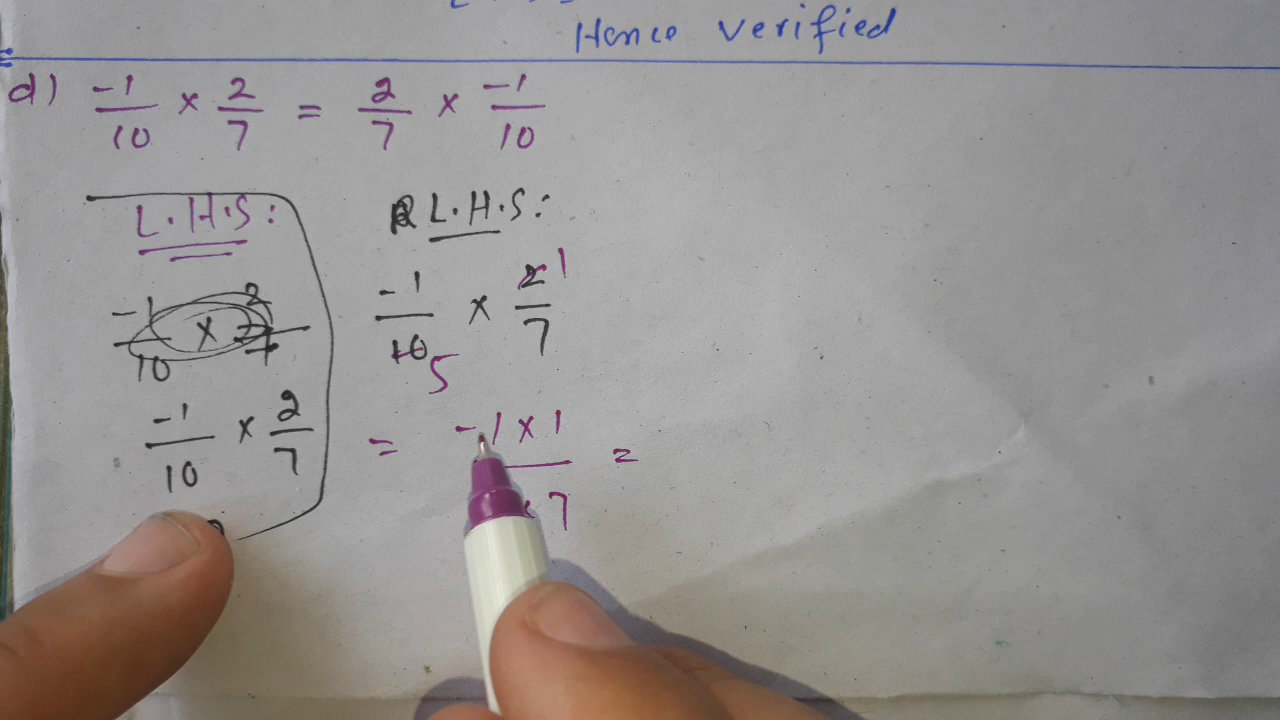 Hence verified
d) -1/10 × 2/7 = 2/7 × -1/10
L.H.S:
-1/10 × 2/7
L.H.S:
-1/10 × 2/7
1
5
= -1 × 1 / × 7 =